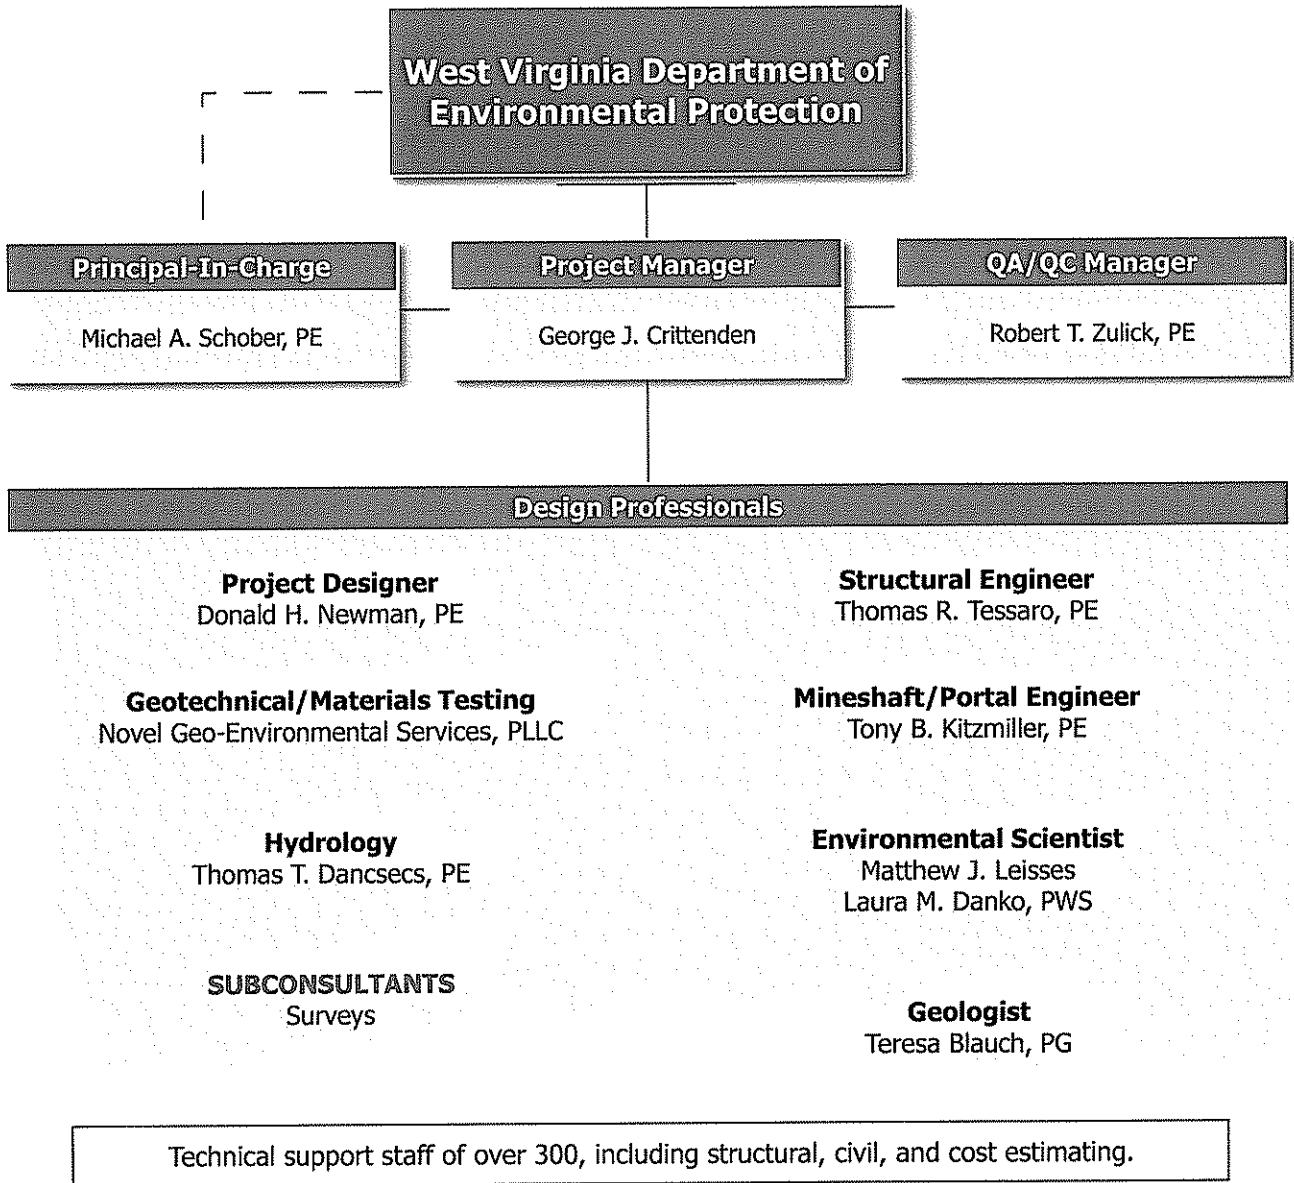 West Virginia Department of
Environmental Protection
Principal-In-Charge
Michael A. Schober, PE
Project Manager
George J. Crittenden
QA/QC Manager
Robert T. Zulick, PE
Design Professionals
Project Designer
Donald H. Newman, PE
Structural Engineer
Thomas R. Tessaro, PE
Geotechnical/Materials Testing
Novel Geo-Environmental Services, PLLC
Mineshaft/Portal Engineer
Tony B. Kitzmiller, PE
Hydrology
Thomas T. Dancsecs, PE
Environmental Scientist
Matthew J. Leisses
Laura M. Danko, PWS
SUBCONSULTANTS
Surveys
Geologist
Teresa Blauch, PG
Technical support staff of over 300, including structural, civil, and cost estimating.